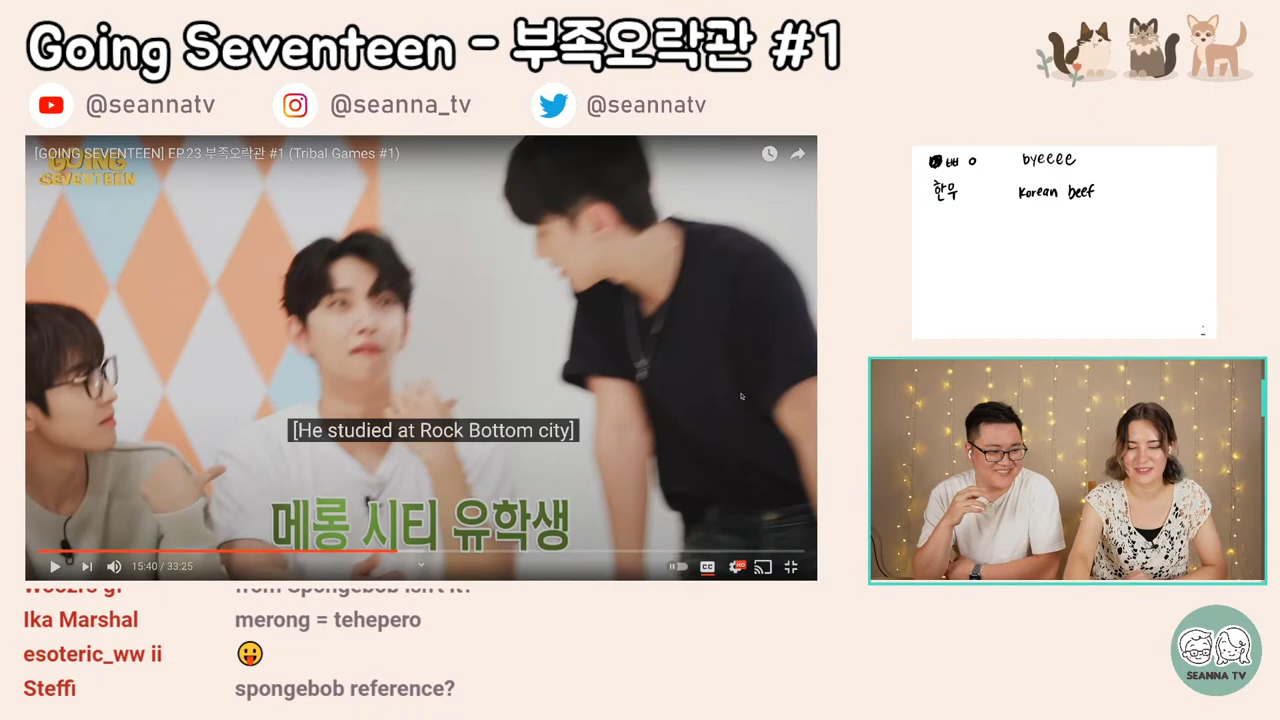 Going Seventeen - 부족오락관 #1
@seannatv
@seanna_tv
@seannatv
[GOING SEVENTEEN] EP.23 부족오락관 #1 (Tribal Games #1)
GOING
SEVENTEEN
[He studied at Rock Bottom city]
메롱 시티 유학생
15:40 / 33:25
CC
HD
빠 ㅇ byeeee
한우 Korean beef
from Spongebob isn't it?
Ika Marshal merong = tehepero
esoteric_ww ii 😛
Steffi spongebob reference?
SEANNA TV